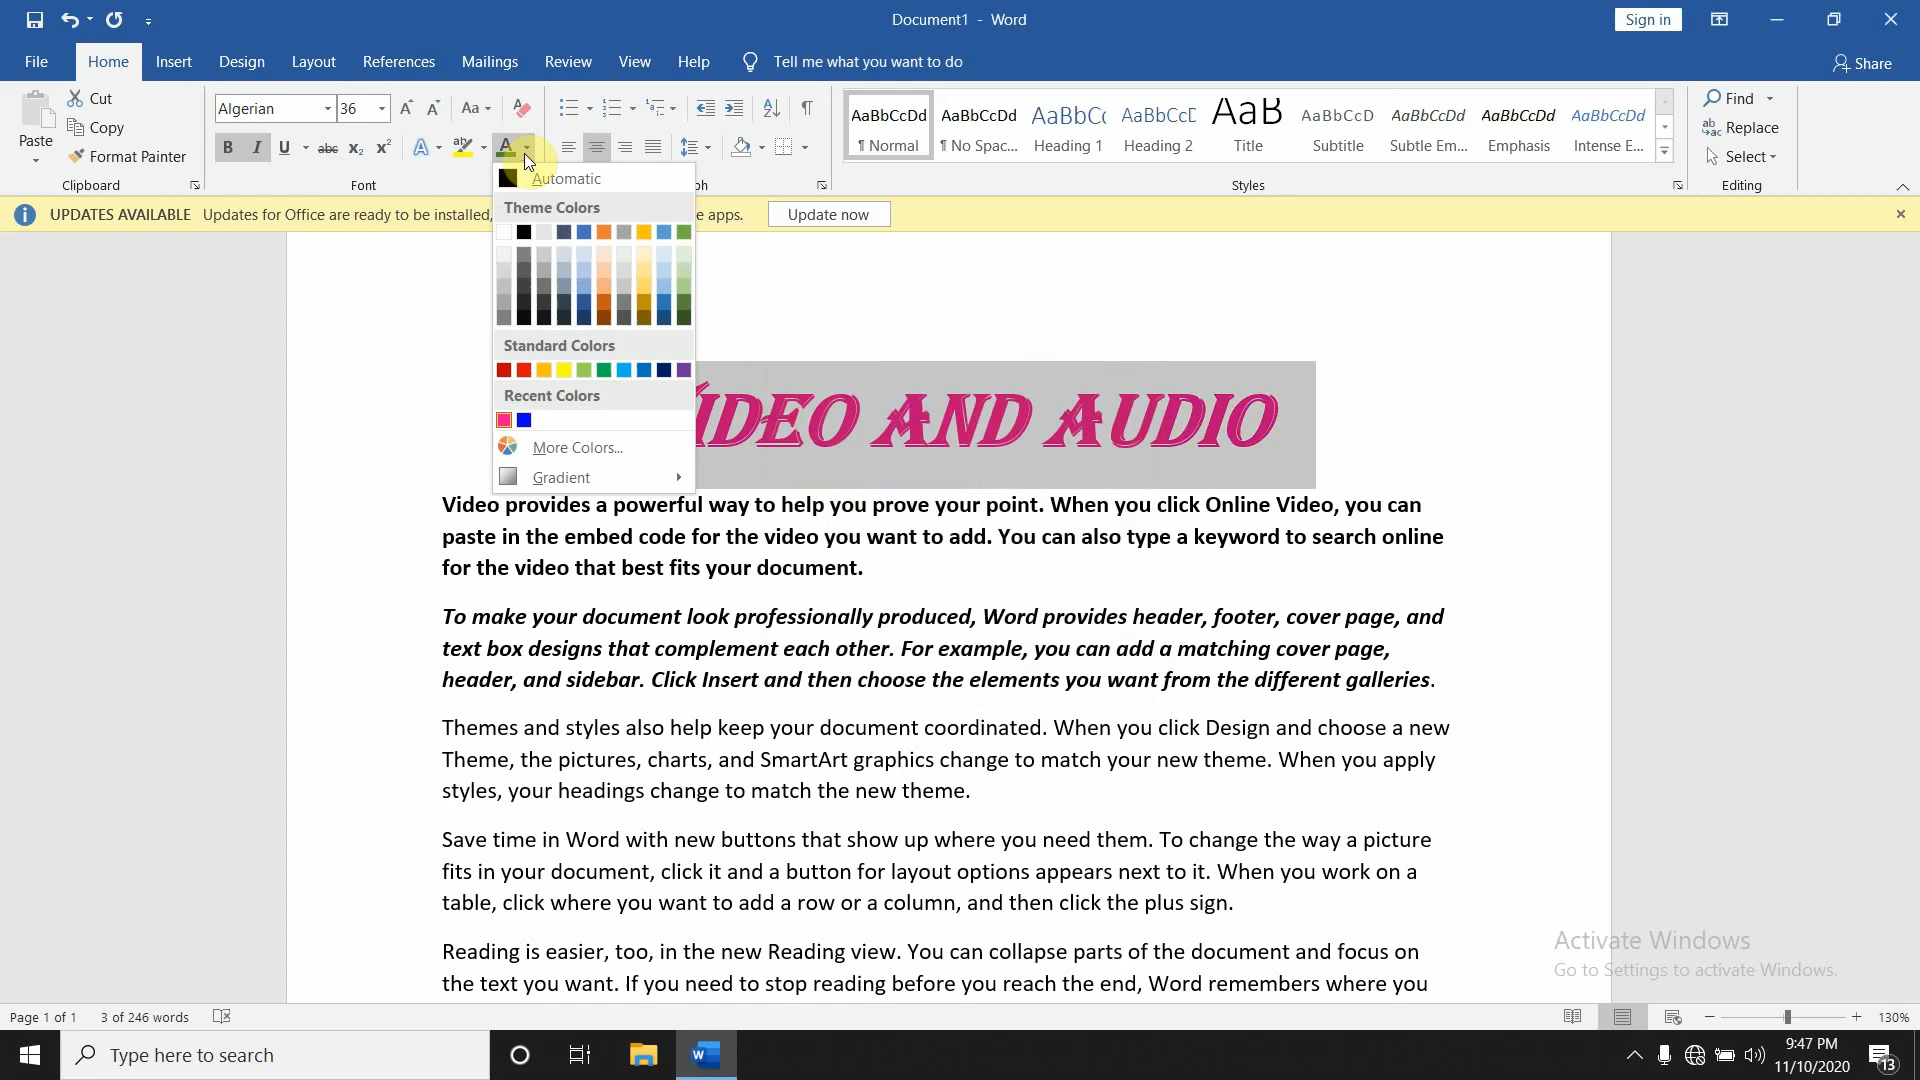 Document1 - Word
Sign in
File Home Insert Design Layout References Mailings Review View Help Tell me what you want to do
Share
Paste
Cut
Copy
Format Painter
Clipboard
Algerian 36
Font
AaBbCcDd
¶ Normal
AaBbCcDd
¶ No Spac...
AaBbCc
Heading 1
AaBbCcE
Heading 2
AaB
Title
AaBbCcD
Subtitle
AaBbCcDd
Subtle Em...
AaBbCcDd
Emphasis
AaBbCcDd
Intense E...
Styles
Find
Replace
Select
Editing
UPDATES AVAILABLE Updates for Office are ready to be installed, e apps. Update now
Automatic
Theme Colors
Standard Colors
Recent Colors
More Colors...
Gradient
IDEO AND AUDIO
Video provides a powerful way to help you prove your point. When you click Online Video, you can
paste in the embed code for the video you want to add. You can also type a keyword to search online
for the video that best fits your document.
To make your document look professionally produced, Word provides header, footer, cover page, and
text box designs that complement each other. For example, you can add a matching cover page,
header, and sidebar. Click Insert and then choose the elements you want from the different galleries.
Themes and styles also help keep your document coordinated. When you click Design and choose a new
Theme, the pictures, charts, and SmartArt graphics change to match your new theme. When you apply
styles, your headings change to match the new theme.
Save time in Word with new buttons that show up where you need them. To change the way a picture
fits in your document, click it and a button for layout options appears next to it. When you work on a
table, click where you want to add a row or a column, and then click the plus sign.
Reading is easier, too, in the new Reading view. You can collapse parts of the document and focus on
the text you want. If you need to stop reading before you reach the end, Word remembers where you
Activate Windows
Go to Settings to activate Windows.
Page 1 of 1 3 of 246 words
130%
Type here to search
9:47 PM
11/10/2020
13